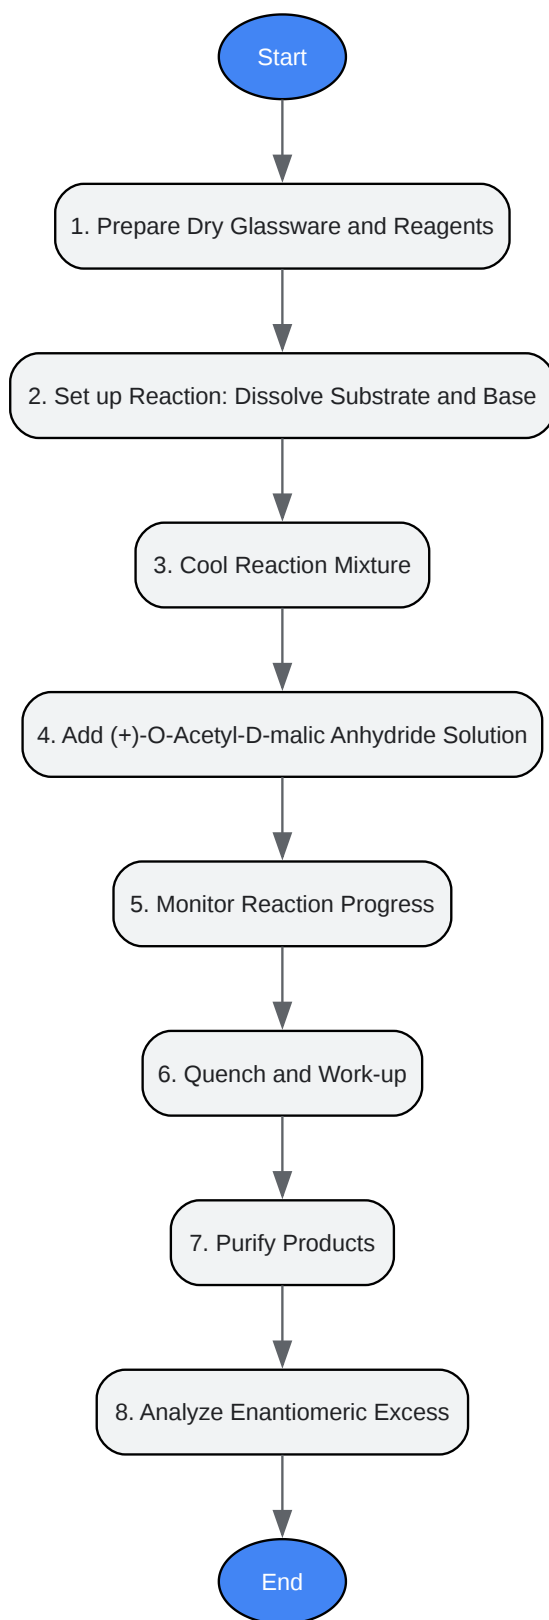 Start
1. Prepare Dry Glassware and Reagents
2. Set up Reaction: Dissolve Substrate and Base
3. Cool Reaction Mixture
4. Add (+)-O-Acetyl-D-malic Anhydride Solution
5. Monitor Reaction Progress
6. Quench and Work-up
7. Purify Products
8. Analyze Enantiomeric Excess
End